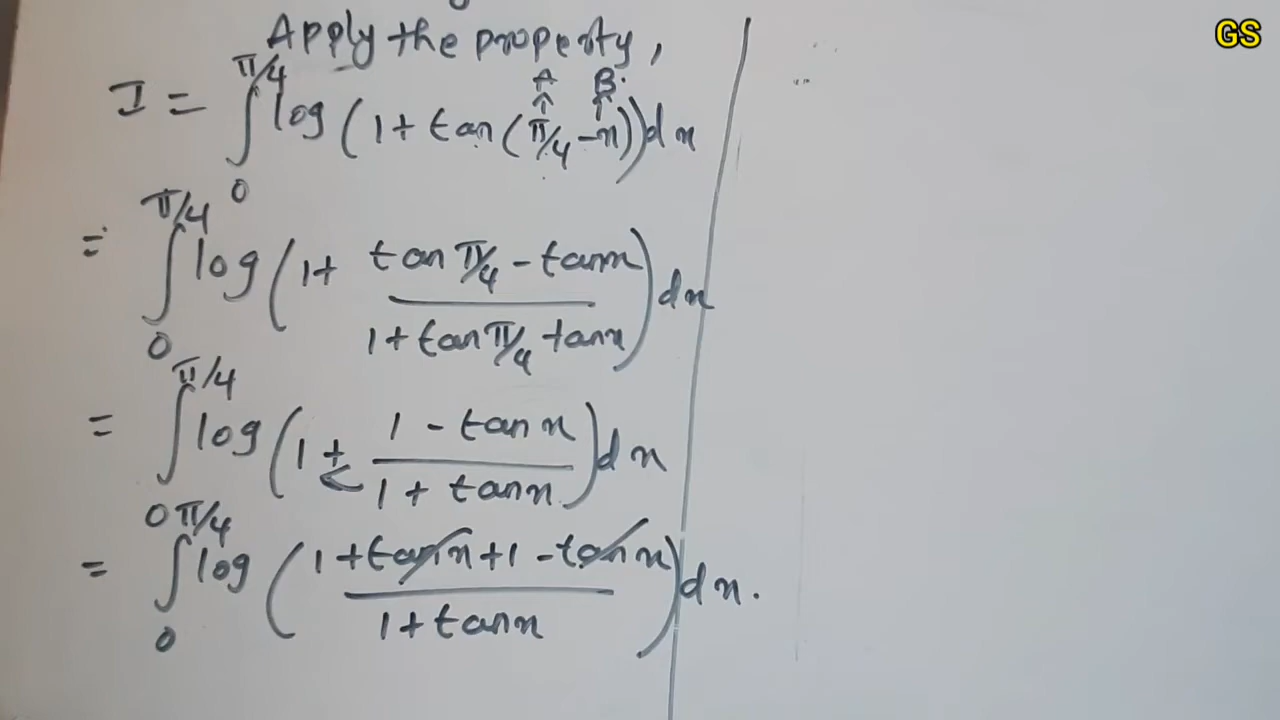 Apply the property,
I = ∫₀^{π/4} log (1 + tan (π/4 - x)) dx
A B
= ∫₀^{π/4} log (1 + (tan π/4 - tan x) / (1 + tan π/4 tan x)) dx
= ∫₀^{π/4} log (1 + (1 - tan x) / (1 + tan x)) dx
= ∫₀^{π/4} log ((1 + tan x + 1 - tan x) / (1 + tan x)) dx.
GS